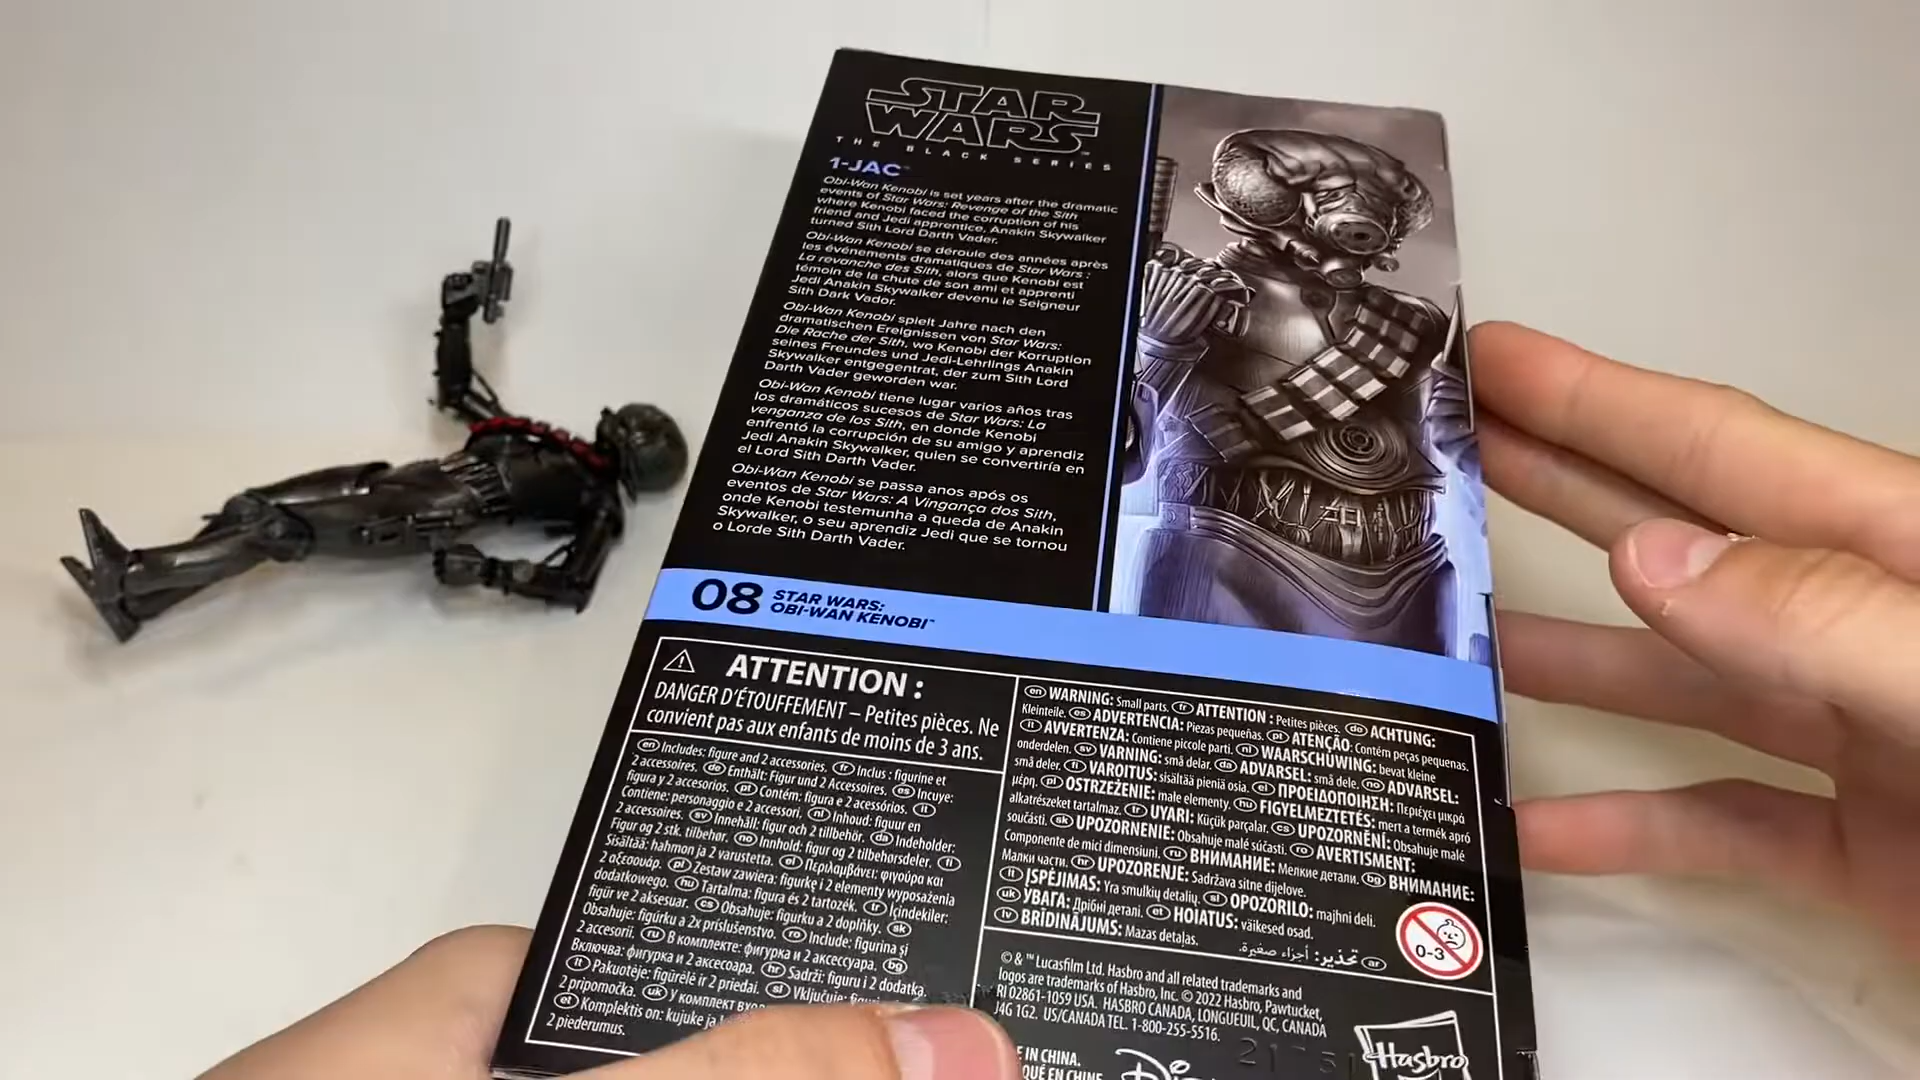 STAR
WARS
THE BLACK SERIES
1-JAC™
Obi-Wan Kenobi is set years after the dramatic
events of Star Wars: Revenge of the Sith
where Kenobi faced the corruption of his
friend and Jedi apprentice, Anakin Skywalker
turned Sith Lord Darth Vader.
Obi-Wan Kenobi se déroule des années après
les événements dramatiques de Star Wars :
La revanche des Sith, alors que Kenobi est
témoin de la chute de son ami et apprenti
Jedi Anakin Skywalker devenu le Seigneur
Sith Dark Vador.
Obi-Wan Kenobi spielt Jahre nach den
dramatischen Ereignissen von Star Wars:
Die Rache der Sith, wo Kenobi der Korruption
seines Freundes und Jedi-Lehrlings Anakin
Skywalker entgegentrat, der zum Sith Lord
Darth Vader geworden war.
Obi-Wan Kenobi tiene lugar varios años tras
los dramáticos sucesos de Star Wars: La
venganza de los Sith, en donde Kenobi
enfrentó la corrupción de su amigo y aprendiz
Jedi Anakin Skywalker, quien se convertiría en
el Lord Sith Darth Vader.
Obi-Wan Kenobi se passa anos após os
eventos de Star Wars: A Vingança dos Sith,
onde Kenobi testemunha a queda de Anakin
Skywalker, o seu aprendiz Jedi que se tornou
o Lorde Sith Darth Vader.
08 STAR WARS:
OBI-WAN KENOBI™
ATTENTION :
DANGER D'ÉTOUFFEMENT – Petites pièces. Ne
convient pas aux enfants de moins de 3 ans.
en Includes: figure and 2 accessories. fr Inclus : figurine et
2 accessoires. de Enthält: Figur und 2 Accessoires. es Incluye:
figura y 2 accesorios. pt Contém: figura e 2 acessórios. it
Contiene: personaggio e 2 accessori. nl Inhoud: figuur en
2 accessoires. sv Innehåll: figur och 2 tillbehör. da Indeholder:
Figur og 2 stk. tilbehør. no Innhold: figur og 2 tilbehørsdeler. fi
Sisältää: hahmon ja 2 varustetta. el Περιλαμβάνει: φιγούρα και
2 αξεσουάρ. pl Zestaw zawiera: figurkę i 2 elementy wyposażenia
dodatkowego. hu Tartalma: figura és 2 tartozék. tr İçindekiler:
figür ve 2 aksesuar. cs Obsahuje: figurku a 2 doplňky. sk
Obsahuje: figúrku a 2x príslušenstvo. ro Include: figurina și
2 accesorii. ru В комплекте: фигурка и 2 аксессуара. bg
Включва: фигурка и 2 аксесоара. hr Sadrži: figuru i 2 dodatka.
lt Pakuotėje: figūrėlė ir 2 priedai. sl Vključuje:
2 pripomočka. uk У комплект
et Komplektis on: kujuke ja
2 piederumus.
en WARNING: Small parts. fr ATTENTION : Petites pièces. de ACHTUNG:
Kleinteile. es ADVERTENCIA: Piezas pequeñas. pt ATENÇÃO: Contém peças pequenas.
it AVVERTENZA: Contiene piccole parti. nl WAARSCHUWING: bevat kleine
onderdelen. sv VARNING: små delar. da ADVARSEL: små dele. no ADVARSEL:
små deler. fi VAROITUS: sisältää pieniä osia. el ΠΡΟΕΙΔΟΠΟΙΗΣΗ: Περιέχει μικρά
μέρη. pl OSTRZEŻENIE: małe elementy. hu FIGYELMEZTETÉS: mert a termék apró
alkatrészeket tartalmaz. tr UYARI: Küçük parçalar. cs UPOZORNĚNÍ: Obsahuje malé
součásti. sk UPOZORNENIE: Obsahuje malé súčasti. ro AVERTISMENT:
Componente de mici dimensiuni. ru ВНИМАНИЕ: Мелкие детали. bg ВНИМАНИЕ:
Малки части. hr UPOZORENJE: Sadržava sitne dijelove.
lt ĮSPĖJIMAS: Yra smulkių detalių. sl OPOZORILO: majhni deli.
uk УВАГА: Дрібні деталі. et HOIATUS: väikesed osad.
lv BRĪDINĀJUMS: Mazas detaļas. ar تحذير: أجزاء صغيرة.
0-3
© & ™ Lucasfilm Ltd. Hasbro and all related trademarks and
logos are trademarks of Hasbro, Inc. © 2022 Hasbro, Pawtucket,
RI 02861-1059 USA. HASBRO CANADA, LONGUEUIL, QC, CANADA
J4G 1G2. US/CANADA TEL. 1-800-255-5516.
IN CHINA.
EN CHINE
Hasbro